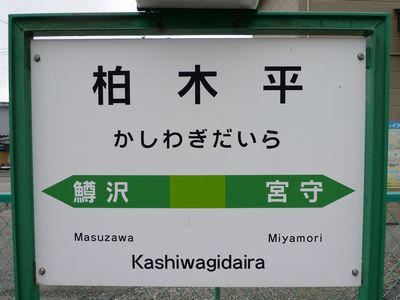 柏木平
かしわぎだいら
鱒沢 宮守
Masuzawa Miyamori
Kashiwagidaira